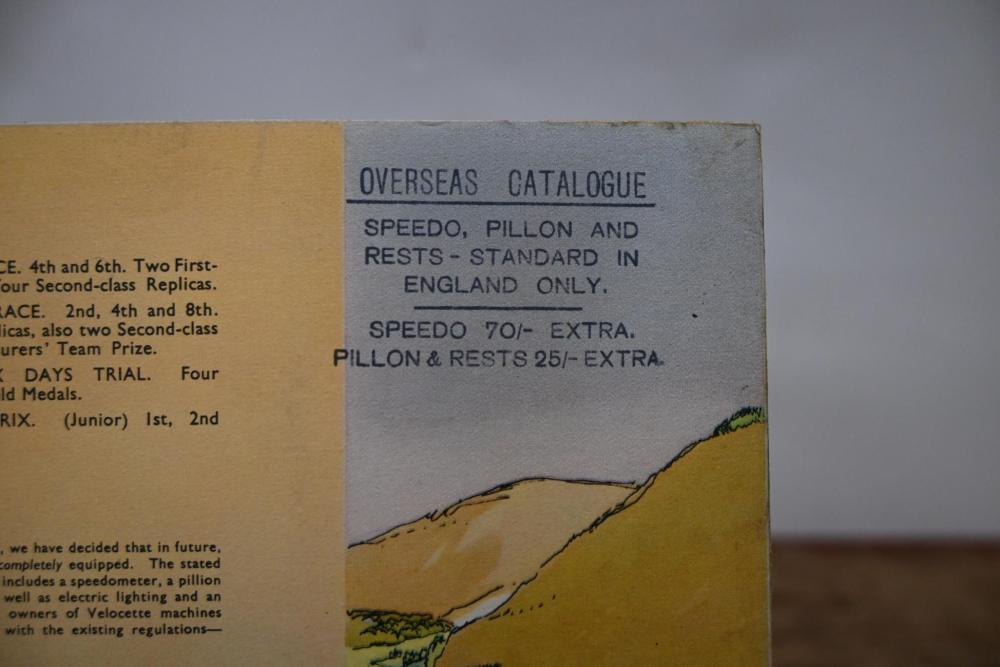 OVERSEAS CATALOGUE
SPEEDO, PILLON AND
RESTS - STANDARD IN
ENGLAND ONLY.
SPEEDO 70/- EXTRA.
PILLON & RESTS 25/- EXTRA.
CE. 4th and 6th. Two First-
our Second-class Replicas.
RACE. 2nd, 4th and 8th.
licas, also two Second-class
urers' Team Prize.
X DAYS TRIAL. Four
ld Medals.
RIX. (Junior) 1st, 2nd
, we have decided that in future,
completely equipped. The stated
includes a speedometer, a pillion
well as electric lighting and an
owners of Velocette machines
with the existing regulations—